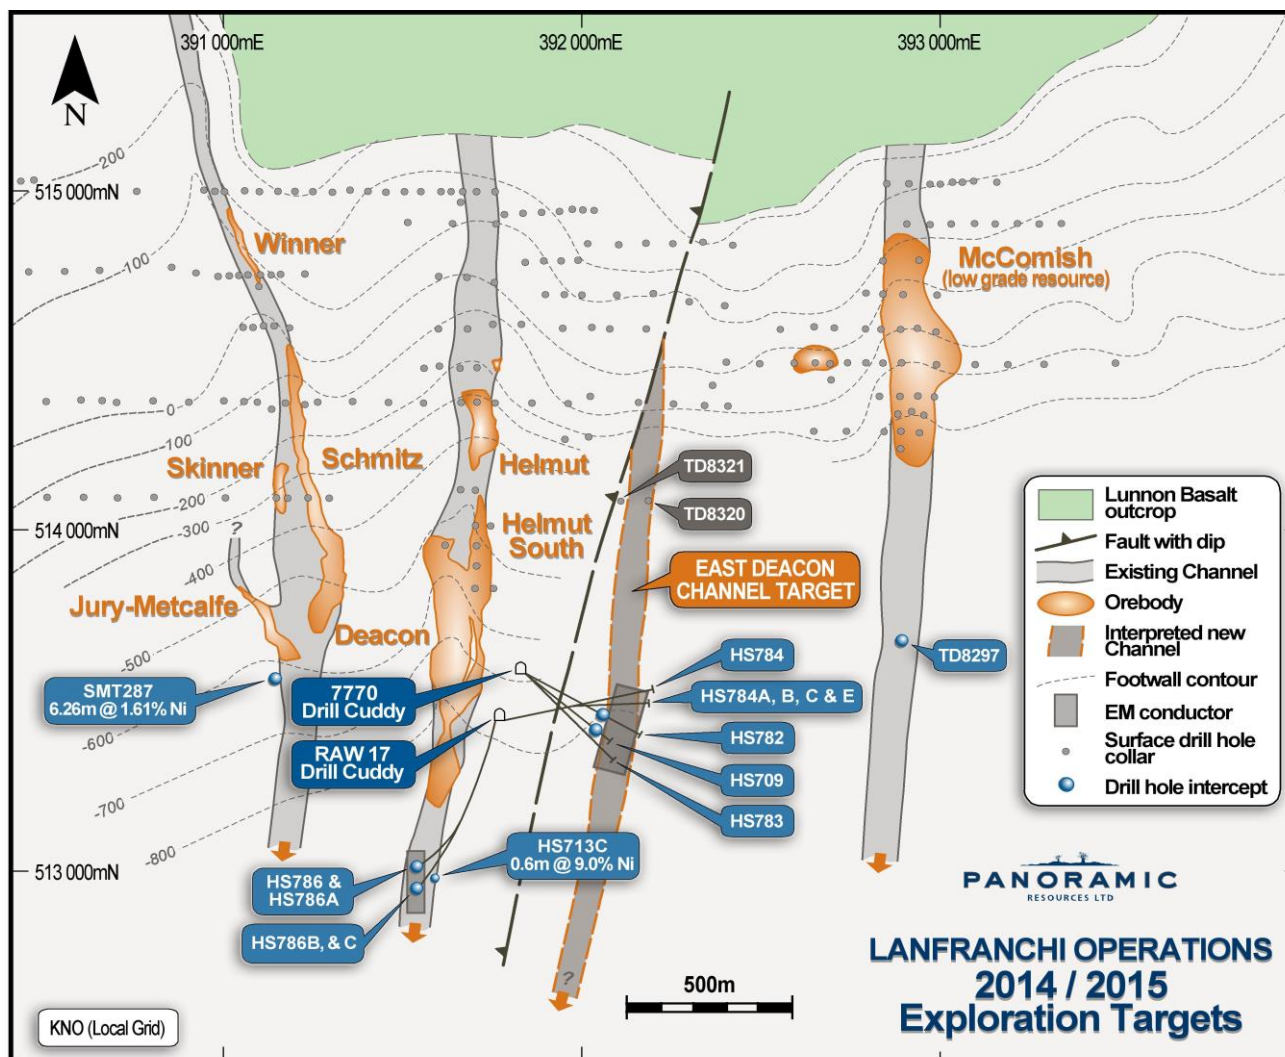 391 000mE
392 000mE
393 000mE
N
200
515 000mN
Winner
100
McComish
(low grade resource)
0
-100
Skinner
Schmitz
Helmut
TD8321
-200
TD8320
-300
?
514 000mN
Helmut
South
-400
EAST DEACON
CHANNEL TARGET
Jury-Metcalfe
Deacon
-500
SMT287
6.26m @ 1.61% Ni
7770
Drill Cuddy
HS784
HS784A, B, C & E
TD8297
-600
RAW 17
Drill Cuddy
HS782
HS709
-700
HS783
-800
HS713C
0.6m @ 9.0% Ni
513 000mN
HS786 &
HS786A
HS786B, & C
?
500m
KNO (Local Grid)
Lunnon Basalt
outcrop
Fault with dip
Existing Channel
Orebody
Interpreted new
Channel
Footwall contour
EM conductor
Surface drill hole
collar
Drill hole intercept
PANORAMIC
RESOURCES LTD
LANFRANCHI OPERATIONS
2014 / 2015
Exploration Targets